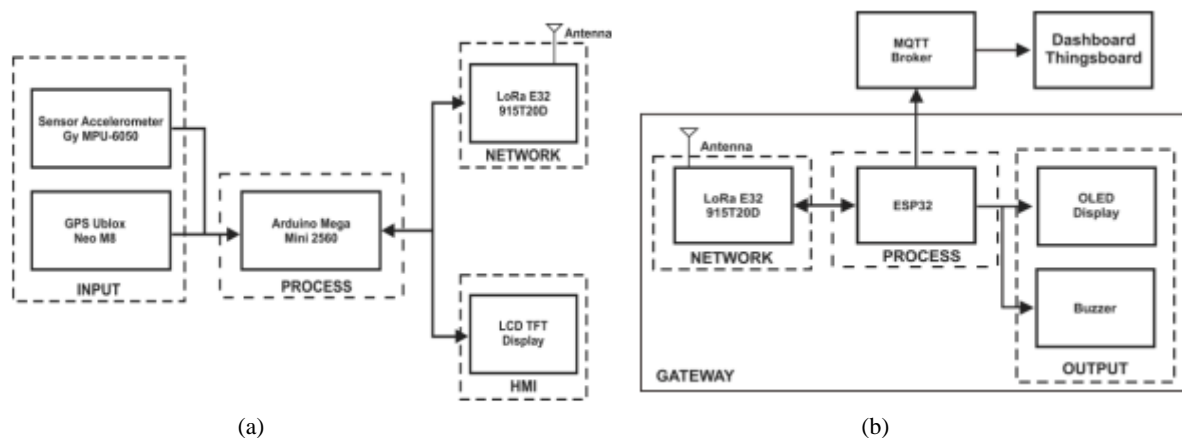 Sensor Accelerometer
Gy MPU-6050
GPS Ublox
Neo M8
INPUT
Arduino Mega
Mini 2560
PROCESS
Antenna
LoRa E32
915T20D
NETWORK
LCD TFT
Display
HMI
(a)
MQTT
Broker
Dashboard
Thingsboard
Antenna
LoRa E32
915T20D
NETWORK
ESP32
PROCESS
OLED
Display
Buzzer
OUTPUT
GATEWAY
(b)